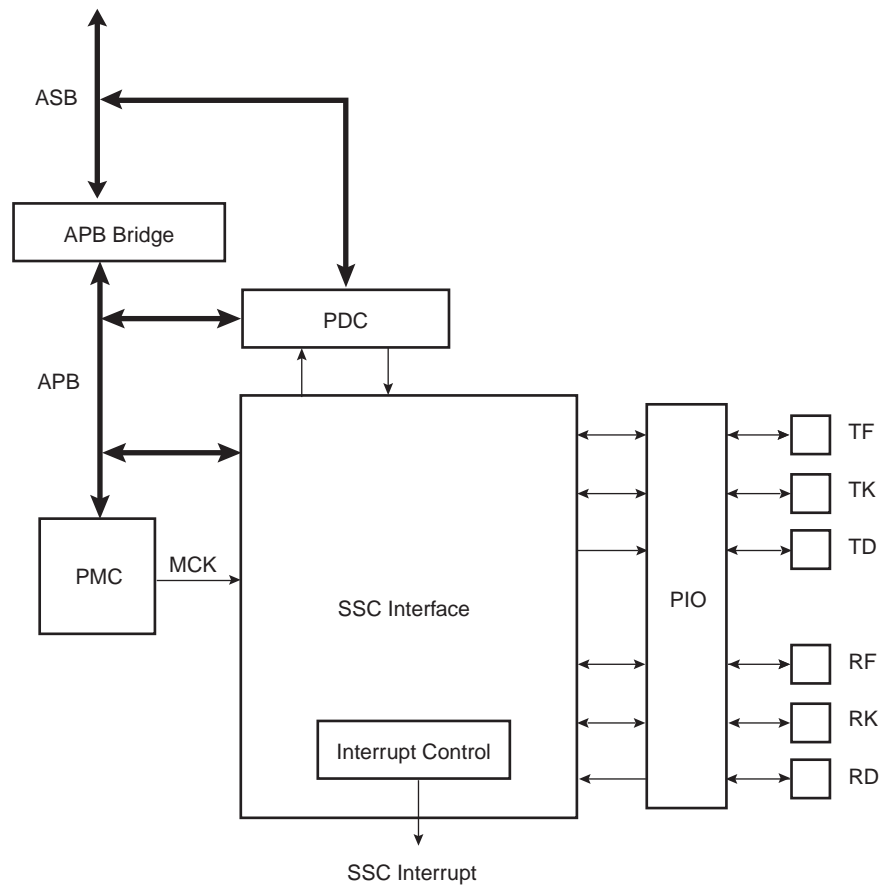 ASB
APB Bridge
PDC
APB
TF
TK
MCK
TD
PMC
PIO
SSC Interface
RF
RK
Interrupt Control
RD
SSC Interrupt